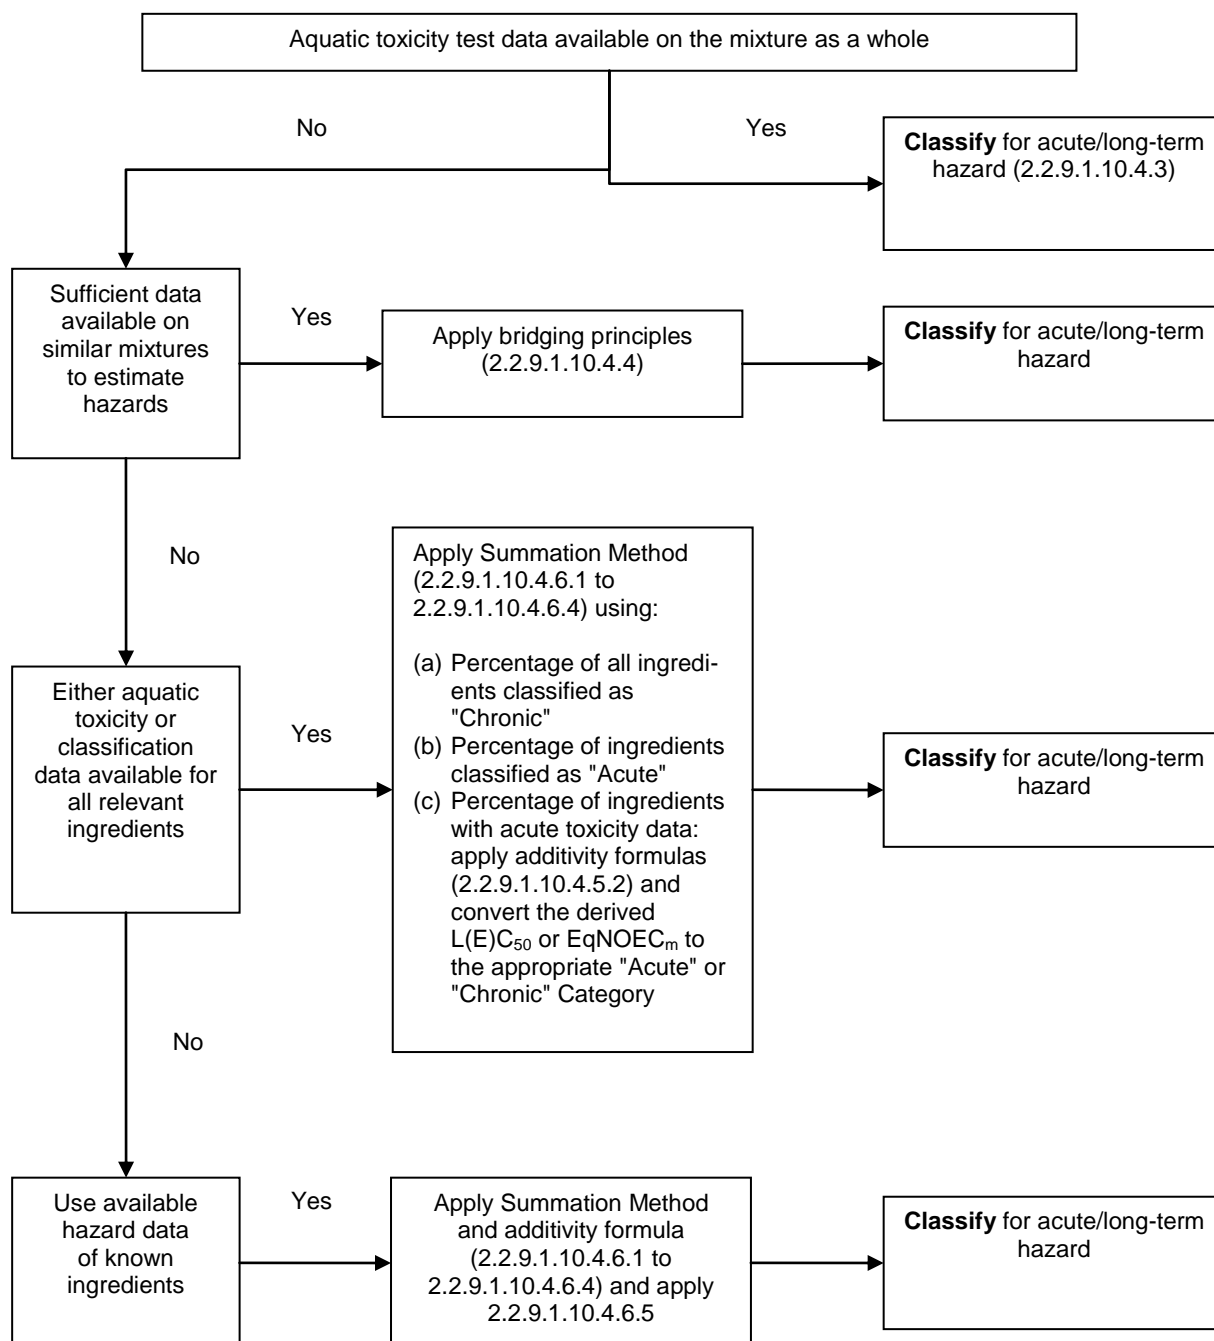 Aquatic toxicity test data available on the mixture as a whole
No
Yes
Classify for acute/long-term
hazard (2.2.9.1.10.4.3)
Sufficient data
available on
similar mixtures
to estimate
hazards
Yes
Apply bridging principles
(2.2.9.1.10.4.4)
Classify for acute/long-term
hazard
No
Either aquatic
toxicity or
classification
data available for
all relevant
ingredients
Yes
Apply Summation Method
(2.2.9.1.10.4.6.1 to
2.2.9.1.10.4.6.4) using:
(a) Percentage of all ingredi-
ents classified as
"Chronic"
(b) Percentage of ingredients
classified as "Acute"
(c) Percentage of ingredients
with acute toxicity data:
apply additivity formulas
(2.2.9.1.10.4.5.2) and
convert the derived
L(E)C₅₀ or EqNOECₘ to
the appropriate "Acute" or
"Chronic" Category
Classify for acute/long-term
hazard
No
Use available
hazard data
of known
ingredients
Yes
Apply Summation Method
and additivity formula
(2.2.9.1.10.4.6.1 to
2.2.9.1.10.4.6.4) and apply
2.2.9.1.10.4.6.5
Classify for acute/long-term
hazard